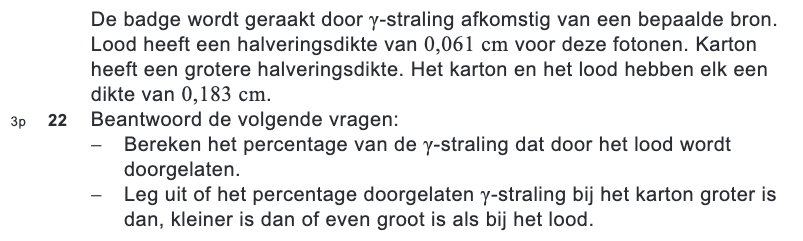 De badge wordt geraakt door γ-straling afkomstig van een bepaalde bron.
Lood heeft een halveringsdikte van 0,061 cm voor deze fotonen. Karton
heeft een grotere halveringsdikte. Het karton en het lood hebben elk een
dikte van 0,183 cm.
3p 22 Beantwoord de volgende vragen:
– Bereken het percentage van de γ-straling dat door het lood wordt
doorgelaten.
– Leg uit of het percentage doorgelaten γ-straling bij het karton groter is
dan, kleiner is dan of even groot is als bij het lood.